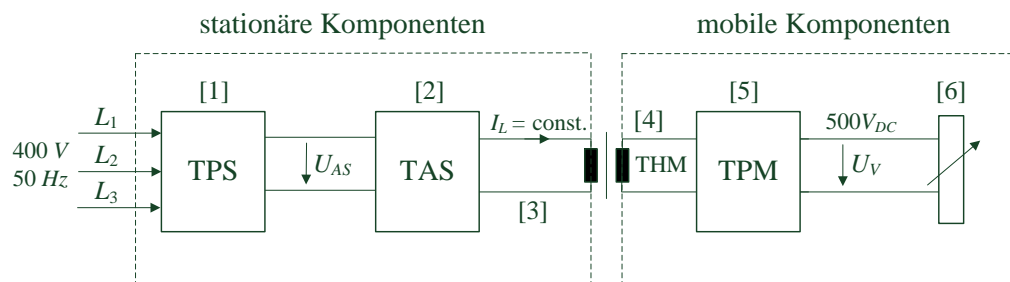 stationäre Komponenten
mobile Komponenten
[1]
[2]
[5]
[6]
L1
IL = const.
[4]
500VDC
400 V
50 Hz
L2
TPS
UAS
TAS
THM
TPM
UV
L3
[3]